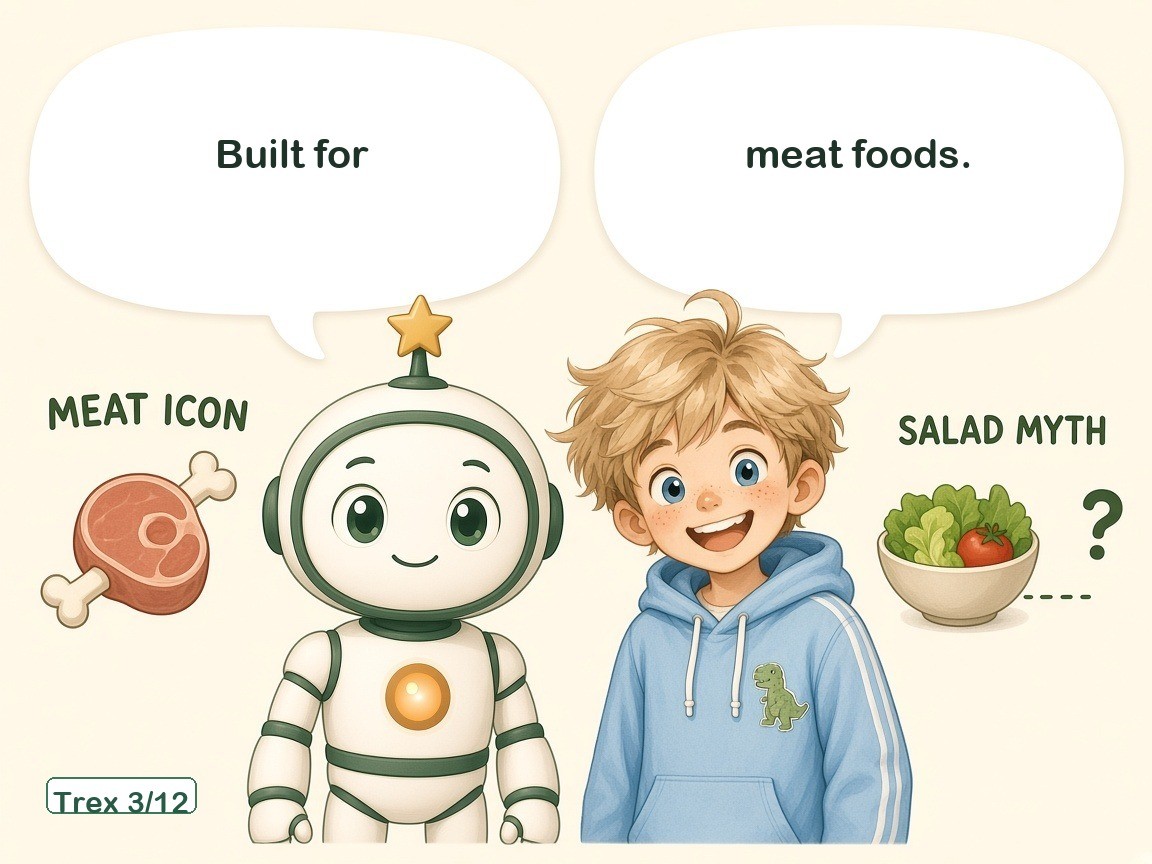 Built for
meat foods.
MEAT ICON
SALAD MYTH
?
Trex 3/12